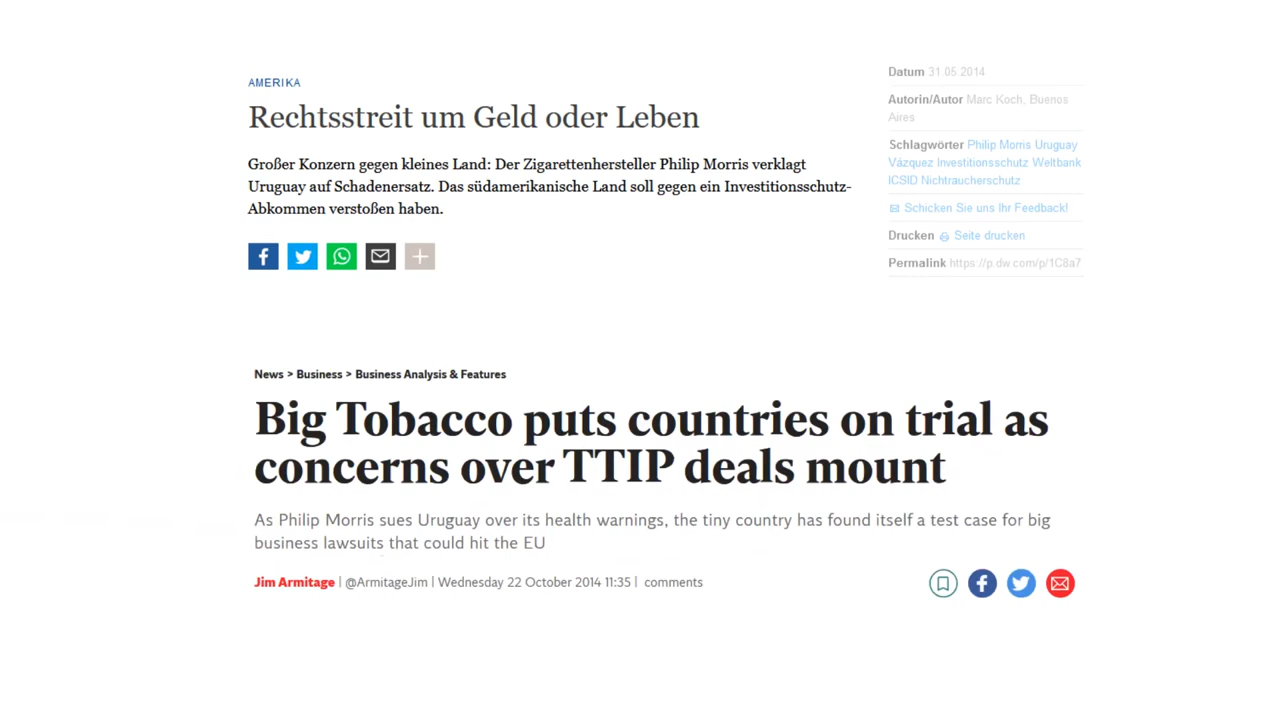 AMERIKA
Rechtsstreit um Geld oder Leben
Großer Konzern gegen kleines Land: Der Zigarettenhersteller Philip Morris verklagt
Uruguay auf Schadenersatz. Das südamerikanische Land soll gegen ein Investitionsschutz-
Abkommen verstoßen haben.
Datum 31.05.2014
Autorin/Autor Marc Koch, Buenos
Aires
Schlagwörter Philip Morris Uruguay
Vázquez Investitionsschutz Weltbank
ICSID Nichtraucherschutz
Schicken Sie uns Ihr Feedback!
Drucken Seite drucken
Permalink https://p.dw.com/p/1C8a7
News > Business > Business Analysis & Features
Big Tobacco puts countries on trial as
concerns over TTIP deals mount
As Philip Morris sues Uruguay over its health warnings, the tiny country has found itself a test case for big
business lawsuits that could hit the EU
Jim Armitage | @ArmitageJim | Wednesday 22 October 2014 11:35 | comments